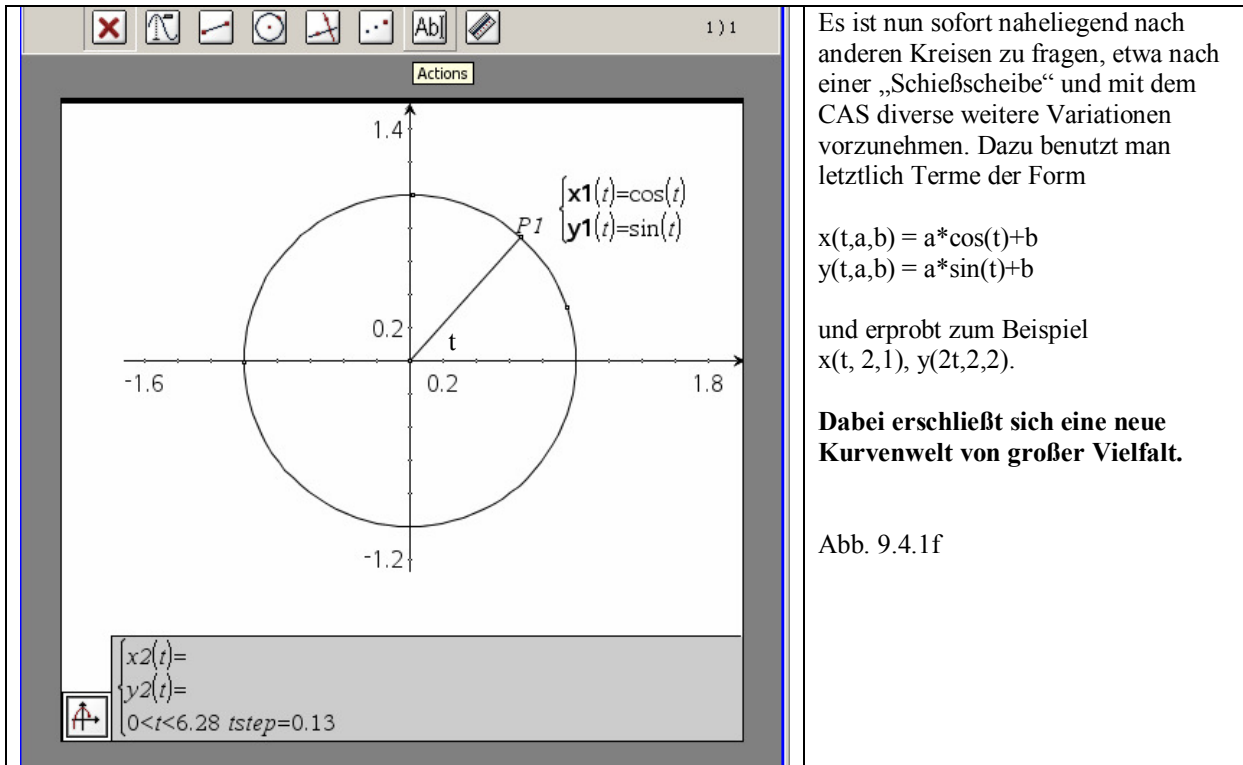 1)1
Actions
1.4
x1(t)=cos(t)
P1
y1(t)=sin(t)
0.2
t
-1.6
0.2
1.8
-1.2
x2(t)=
y2(t)=
0<t<6.28 tstep=0.13
Es ist nun sofort naheliegend nach
anderen Kreisen zu fragen, etwa nach
einer „Schießscheibe“ und mit dem
CAS diverse weitere Variationen
vorzunehmen. Dazu benutzt man
letztlich Terme der Form
x(t,a,b) = a*cos(t)+b
y(t,a,b) = a*sin(t)+b
und erprobt zum Beispiel
x(t, 2,1), y(2t,2,2).
Dabei erschließt sich eine neue
Kurvenwelt von großer Vielfalt.
Abb. 9.4.1f